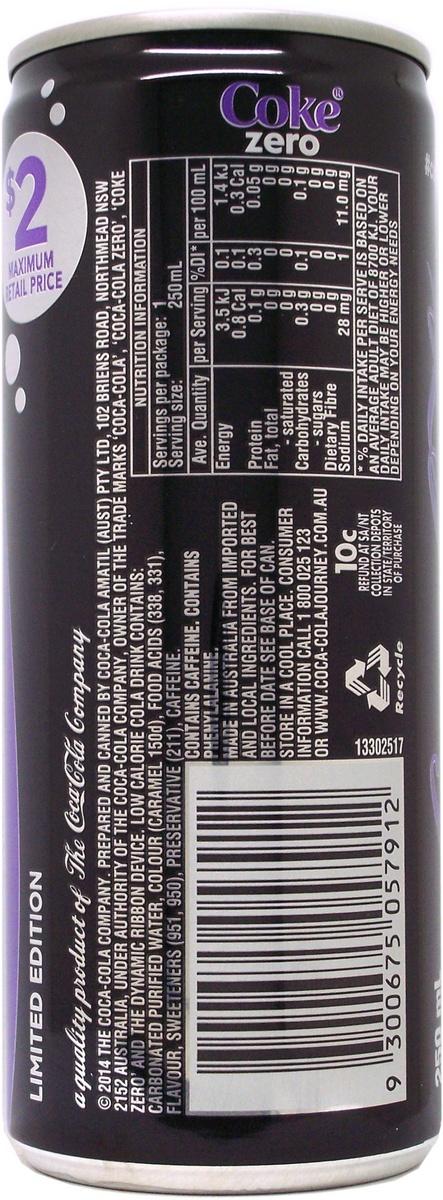 Coke®
zero
$2
MAXIMUM
RETAIL PRICE
LIMITED EDITION
a quality product of The Coca-Cola Company
© 2014 THE COCA-COLA COMPANY. PREPARED AND CANNED BY COCA-COLA AMATIL (AUST) PTY LTD, 102 BRIENS ROAD, NORTHMEAD NSW
2152 AUSTRALIA, UNDER AUTHORITY OF THE COCA-COLA COMPANY, OWNER OF THE TRADE MARKS 'COCA-COLA', 'COCA-COLA ZERO', 'COKE
ZERO' AND THE DYNAMIC RIBBON DEVICE. LOW CALORIE COLA DRINK CONTAINS:
CARBONATED PURIFIED WATER, COLOUR (CARAMEL 150d), FOOD ACIDS (338, 331),
FLAVOUR, SWEETENERS (951, 950), PRESERVATIVE (211), CAFFEINE.
CONTAINS CAFFEINE. CONTAINS
PHENYLALANINE.
MADE IN AUSTRALIA FROM IMPORTED
AND LOCAL INGREDIENTS. FOR BEST
BEFORE DATE SEE BASE OF CAN.
STORE IN A COOL PLACE. CONSUMER
INFORMATION CALL 1 800 025 123
OR WWW.COCA-COLAJOURNEY.COM.AU
NUTRITION INFORMATION
Servings per package: 1
Serving size: 250mL
Ave. Quantity per Serving %DI* per 100 mL
Energy 3.5 kJ 0.1 1.4 kJ
0.8 Cal 0.1 0.3 Cal
Protein 0.1 g 0.3 0.05 g
Fat, total 0 g 0 0 g
- saturated 0 g 0 0 g
Carbohydrates 0.3 g 0.1 0.1 g
- sugars 0 g 0 0 g
Dietary Fibre 0 g 0 0 g
Sodium 28 mg 1 11.0 mg
* % DAILY INTAKE PER SERVE IS BASED ON
AN AVERAGE ADULT DIET OF 8700 KJ. YOUR
DAILY INTAKE MAY BE HIGHER OR LOWER
DEPENDING ON YOUR ENERGY NEEDS
10c
REFUND AT SA/NT
COLLECTION DEPOTS
IN STATE/TERRITORY
OF PURCHASE
Recycle
13302517
9 300675 057912
250 ml